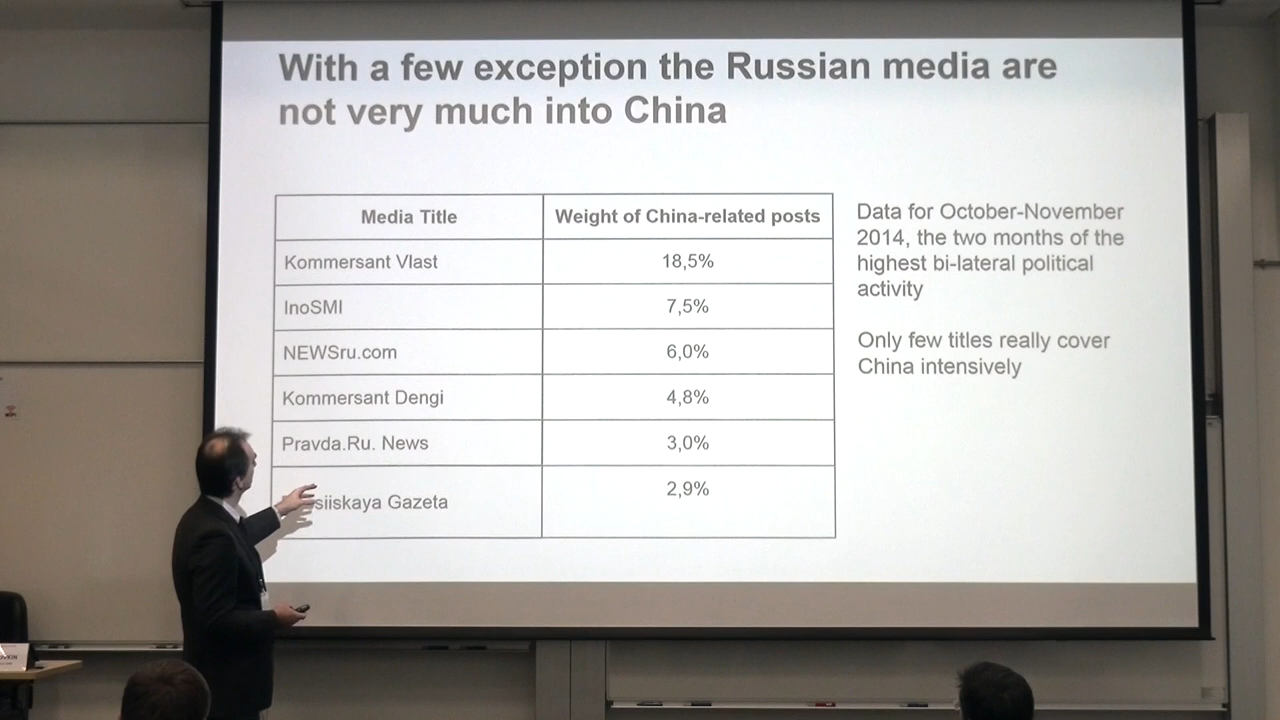 With a few exception the Russian media are
not very much into China
Media Title
Weight of China-related posts
Kommersant Vlast
18,5%
InoSMI
7,5%
NEWSru.com
6,0%
Kommersant Dengi
4,8%
Pravda.Ru. News
3,0%
siiskaya Gazeta
2,9%
Data for October-November
2014, the two months of the
highest bi-lateral political
activity
Only few titles really cover
China intensively